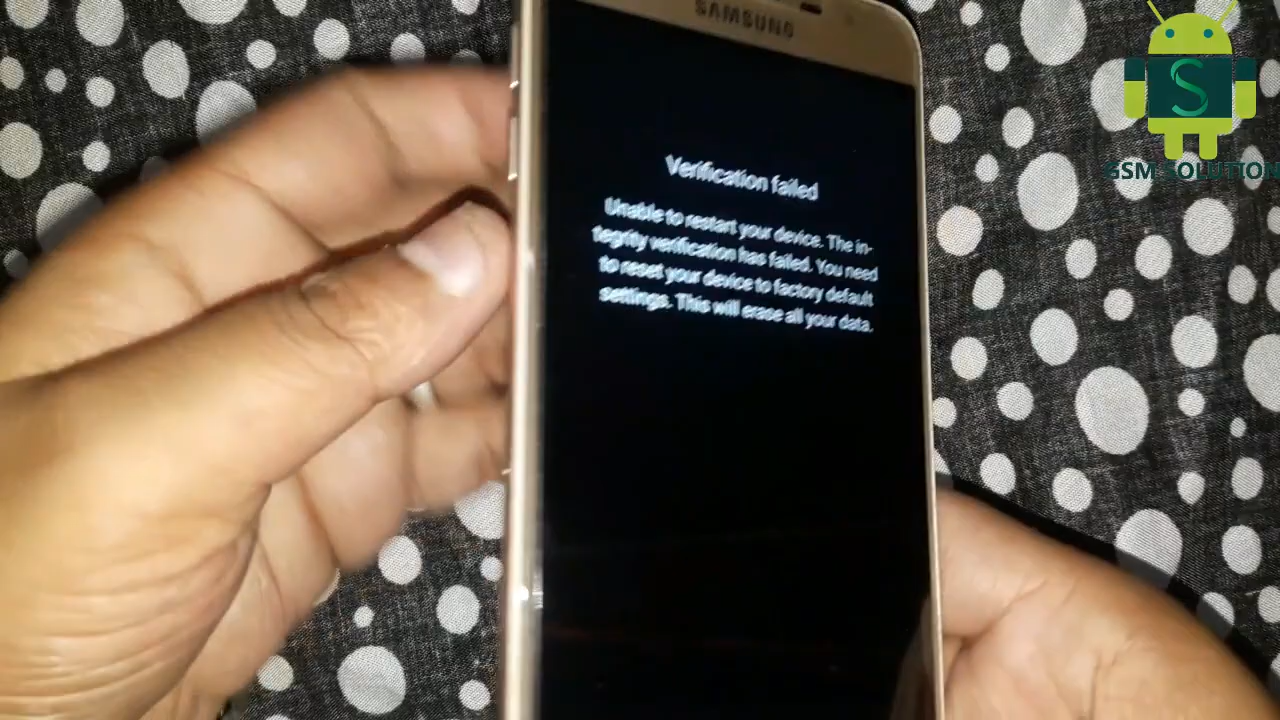 SAMSUNG
Verification failed
Unable to restart your device. The in-
tegrity verification has failed. You need
to reset your device to factory default
settings. This will erase all your data.
S
GSM SOLUTION